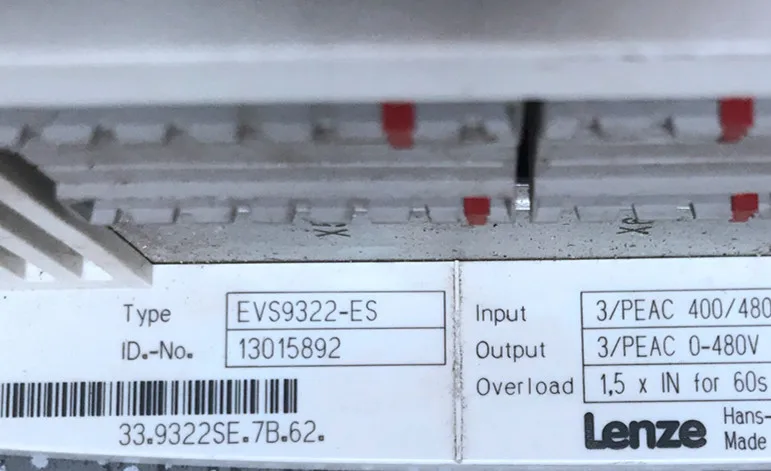 Type EVS9322-ES
ID.-No. 13015892
33.9322SE.7B.62.
Input 3/PEAC 400/480
Output 3/PEAC 0-480V
Overload 1,5 x IN for 60s
Lenze
Hans-
Made